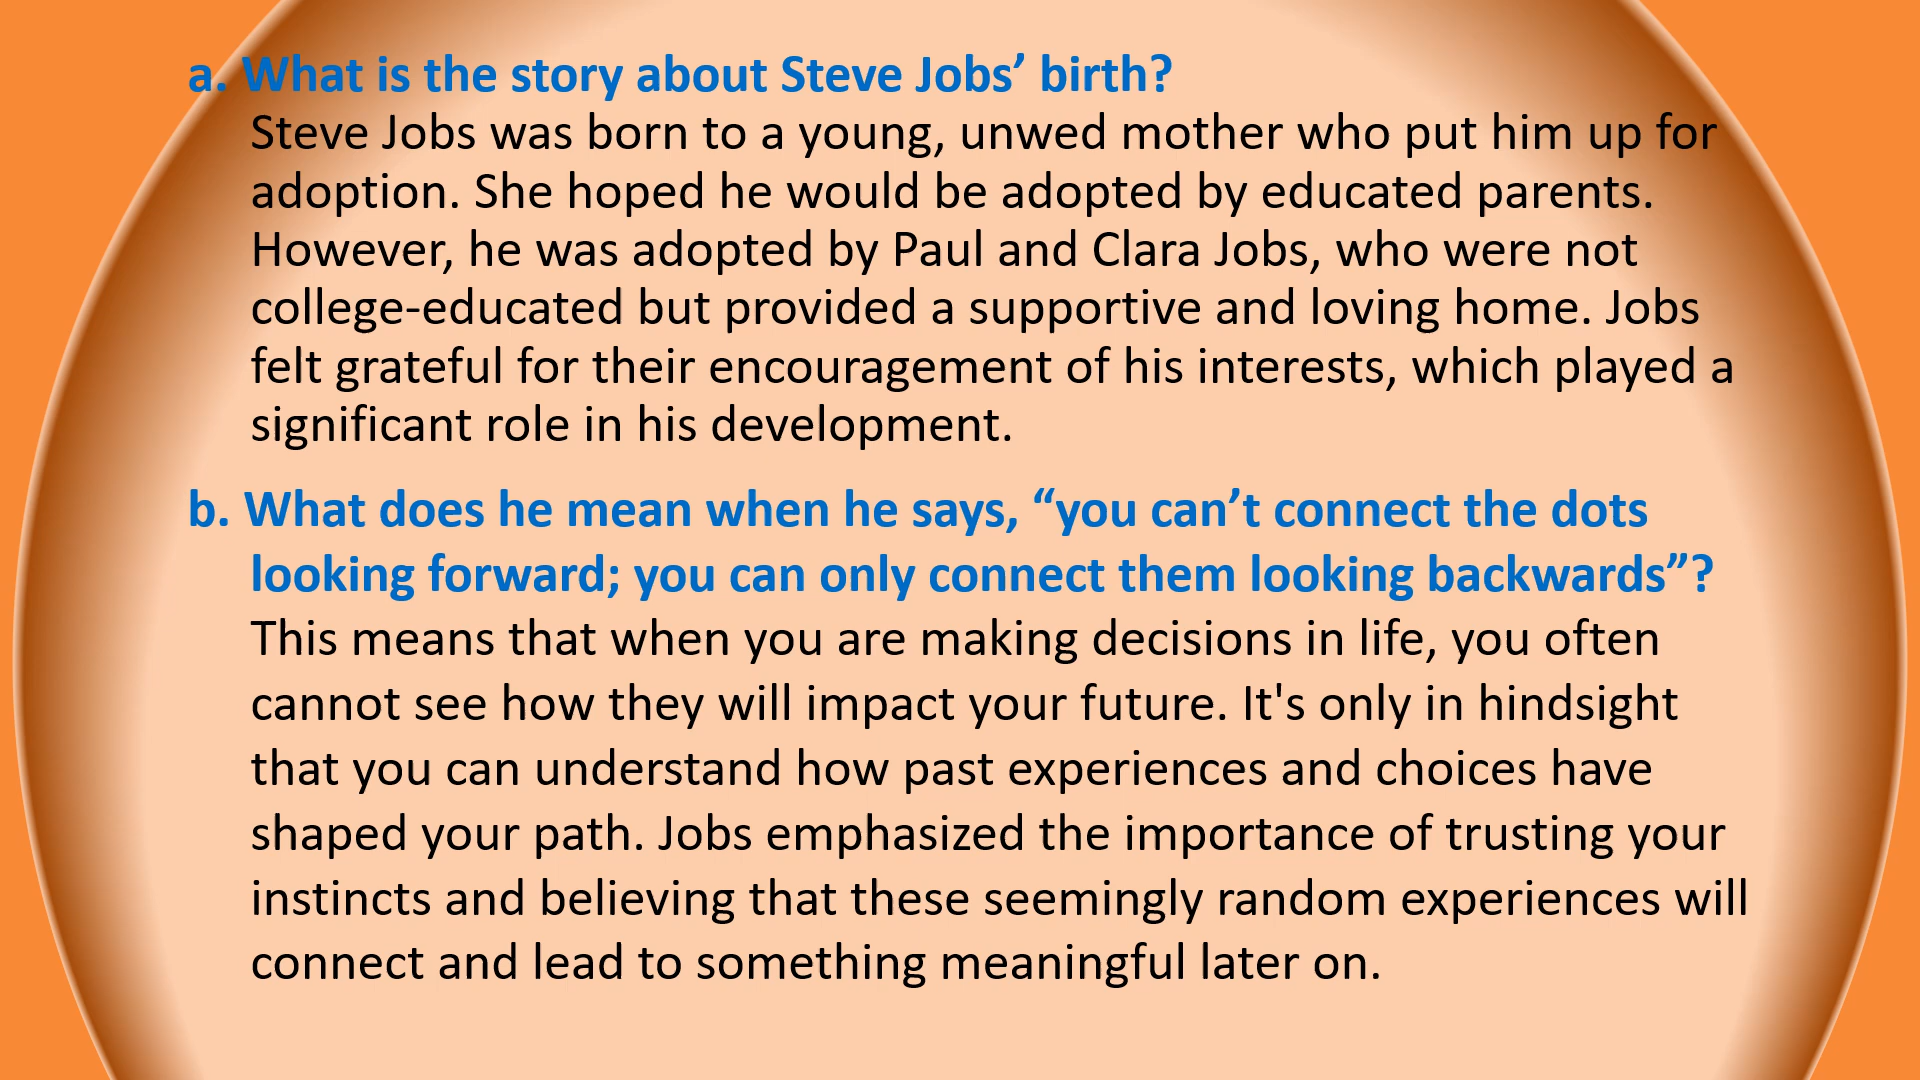 a. What is the story about Steve Jobs’ birth?
Steve Jobs was born to a young, unwed mother who put him up for
adoption. She hoped he would be adopted by educated parents.
However, he was adopted by Paul and Clara Jobs, who were not
college-educated but provided a supportive and loving home. Jobs
felt grateful for their encouragement of his interests, which played a
significant role in his development.
b. What does he mean when he says, “you can’t connect the dots
looking forward; you can only connect them looking backwards”?
This means that when you are making decisions in life, you often
cannot see how they will impact your future. It's only in hindsight
that you can understand how past experiences and choices have
shaped your path. Jobs emphasized the importance of trusting your
instincts and believing that these seemingly random experiences will
connect and lead to something meaningful later on.